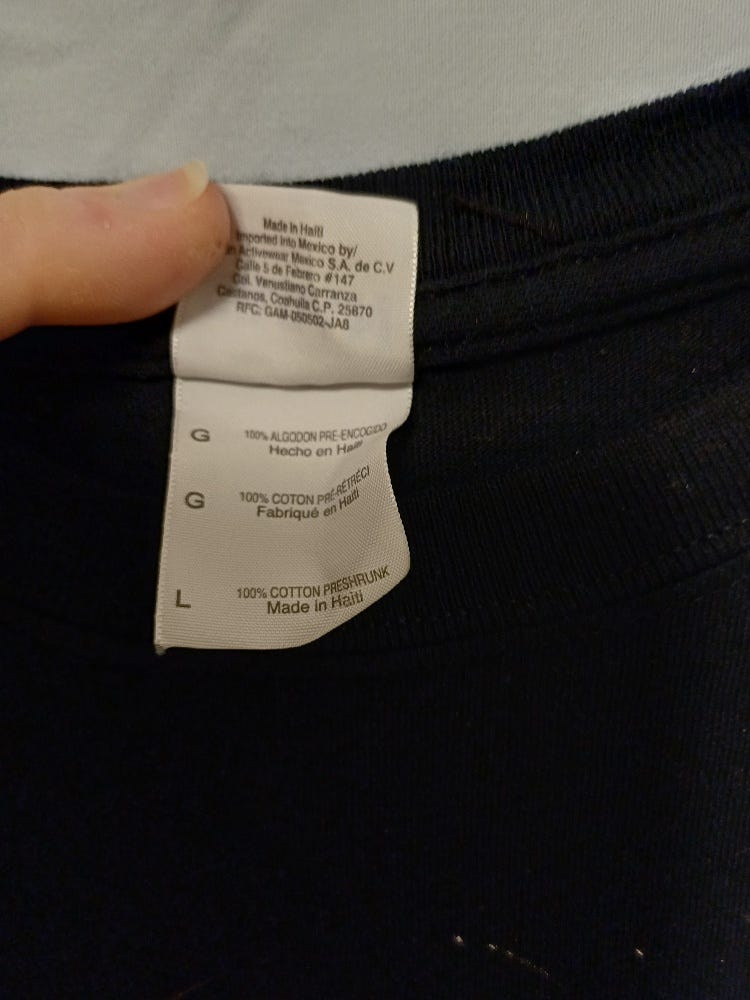 Made in Haiti
Imported into Mexico by/
Activewear Mexico S.A. de C.V
Calle 5 de Febrero #147
Col. Venustiano Carranza
Castanos, Coahuila C.P. 25870
RFC: GAM-050502-JA8
G 100% ALGODON PRE-ENCOGIDO
Hecho en Haití
G 100% COTON PRÉ-RÉTRÉCI
Fabriqué en Haiti
L 100% COTTON PRESHRUNK
Made in Haiti